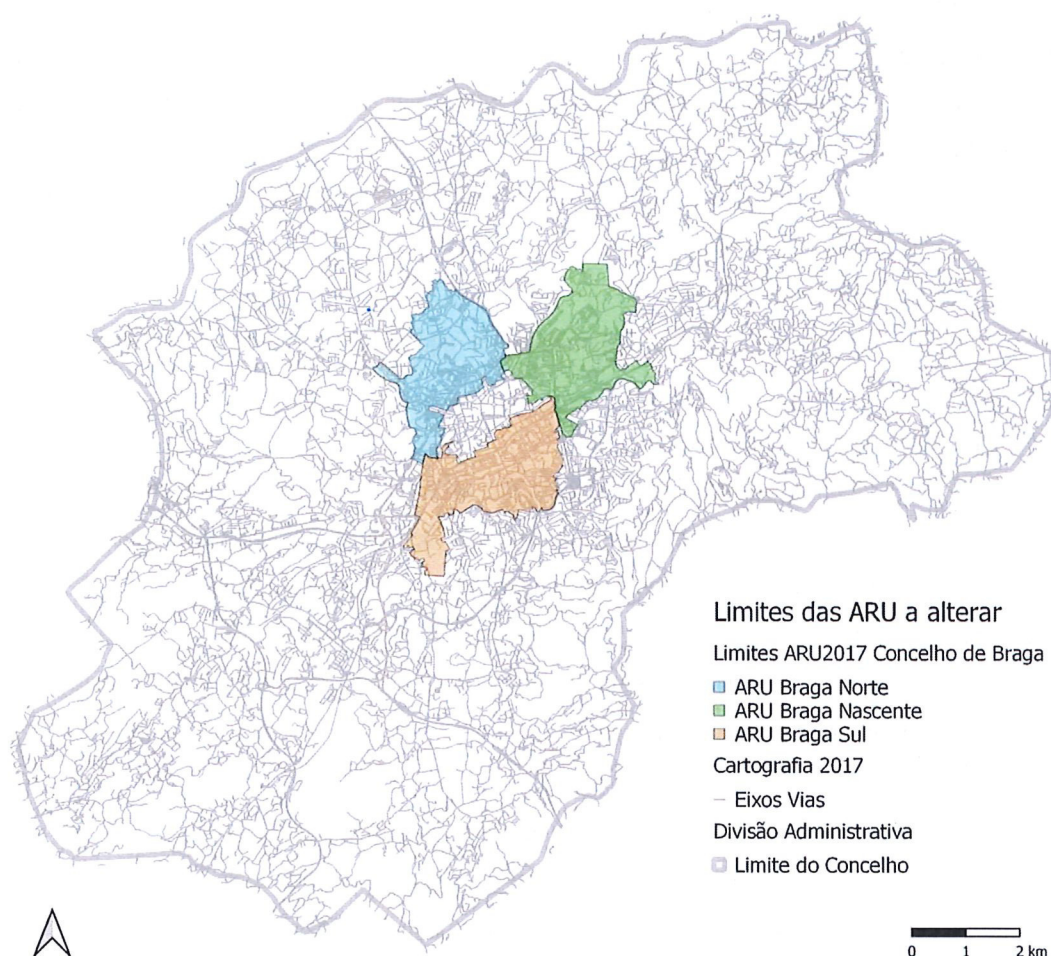 Limites das ARU a alterar
Limites ARU2017 Concelho de Braga
ARU Braga Norte
ARU Braga Nascente
ARU Braga Sul
Cartografia 2017
Eixos Vias
Divisão Administrativa
Limite do Concelho
0 1 2 km